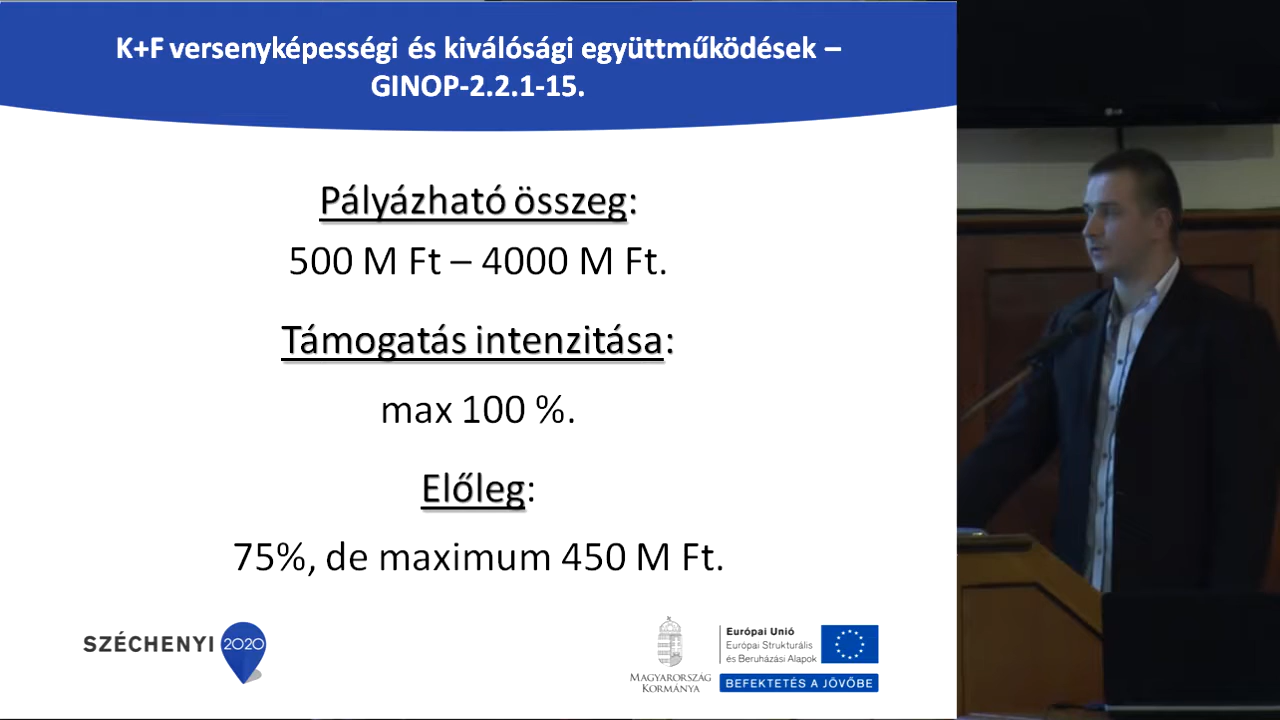 K+F versenyképességi és kiválósági együttműködések –
GINOP-2.2.1-15.
Pályázható összeg:
500 M Ft – 4000 M Ft.
Támogatás intenzitása:
max 100 %.
Előleg:
75%, de maximum 450 M Ft.
SZÉCHENYI 2020
MAGYARORSZÁG
KORMÁNYA
Európai Unió
Európai Strukturális
és Beruházási Alapok
BEFEKTETÉS A JÖVŐBE
LG